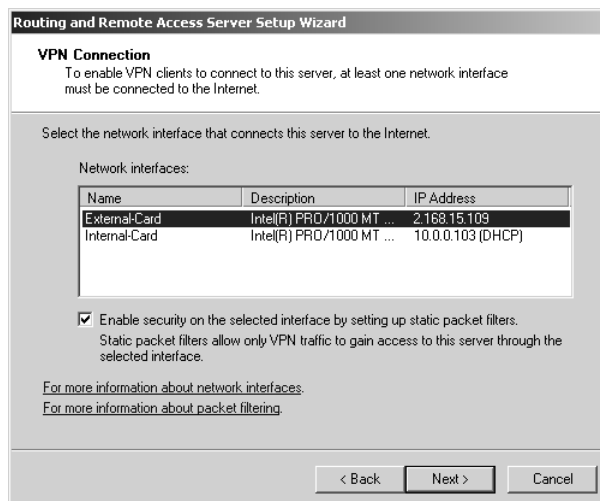 Routing and Remote Access Server Setup Wizard
VPN Connection
To enable VPN clients to connect to this server, at least one network interface
must be connected to the Internet.
Select the network interface that connects this server to the Internet.
Network interfaces:
Name Description IP Address
External-Card Intel(R) PRO/1000 MT ... 2.168.15.109
Internal-Card Intel(R) PRO/1000 MT ... 10.0.0.103 (DHCP)
Enable security on the selected interface by setting up static packet filters.
Static packet filters allow only VPN traffic to gain access to this server through the
selected interface.
For more information about network interfaces.
For more information about packet filtering.
< Back Next > Cancel